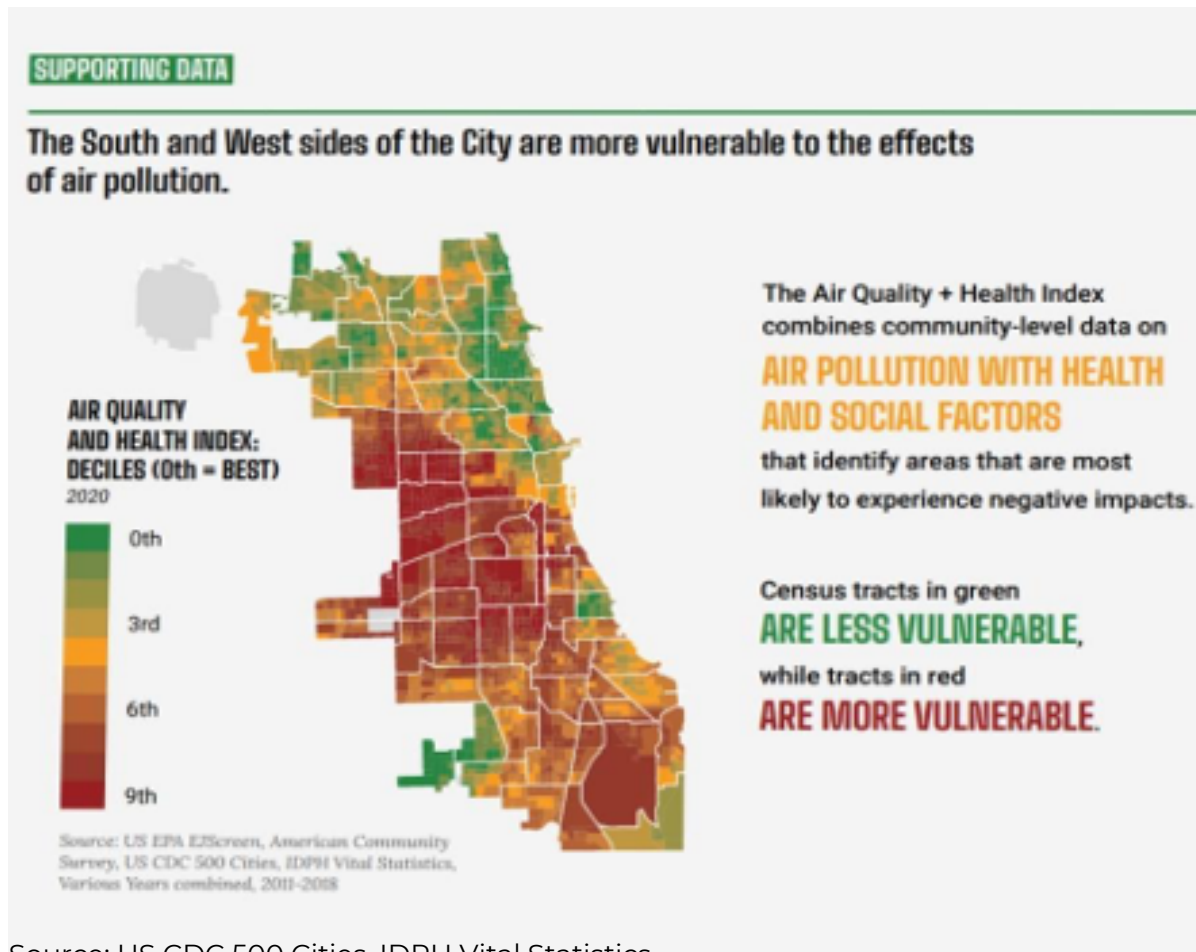 SUPPORTING DATA
The South and West sides of the City are more vulnerable to the effects
of air pollution.
The Air Quality + Health Index
combines community-level data on
AIR POLLUTION WITH HEALTH
AND SOCIAL FACTORS
that identify areas that are most
likely to experience negative impacts.
Census tracts in green
ARE LESS VULNERABLE,
while tracts in red
ARE MORE VULNERABLE.
AIR QUALITY
AND HEALTH INDEX:
DECILES (0th = BEST)
2020
0th
3rd
6th
9th
Source: US EPA EJScreen, American Community
Survey, US CDC 500 Cities, IDPH Vital Statistics,
Various Years combined, 2011-2018
Source: US CDC 500 Cities, IDPH Vital Statistics